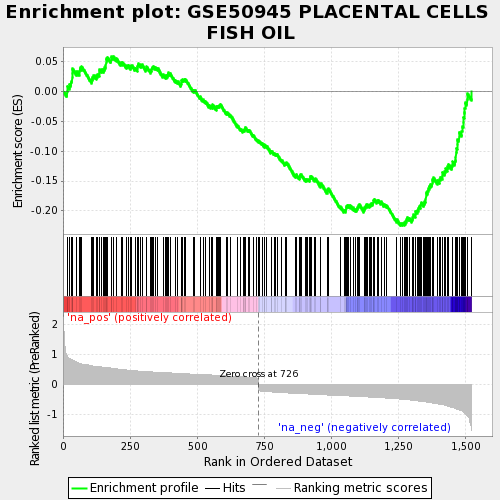 Enrichment plot: GSE50945 PLACENTAL CELLS
FISH OIL
Enrichment score (ES)
0.05
0.00
-0.05
-0.10
-0.15
-0.20
'na_pos' (positively correlated)
Ranked list metric (PreRanked)
2
1
0
-1
Zero cross at 726
'na_neg' (negatively correlated)
0
250
500
750
1,000
1,250
1,500
Rank in Ordered Dataset
Enrichment profile
Hits
Ranking metric scores